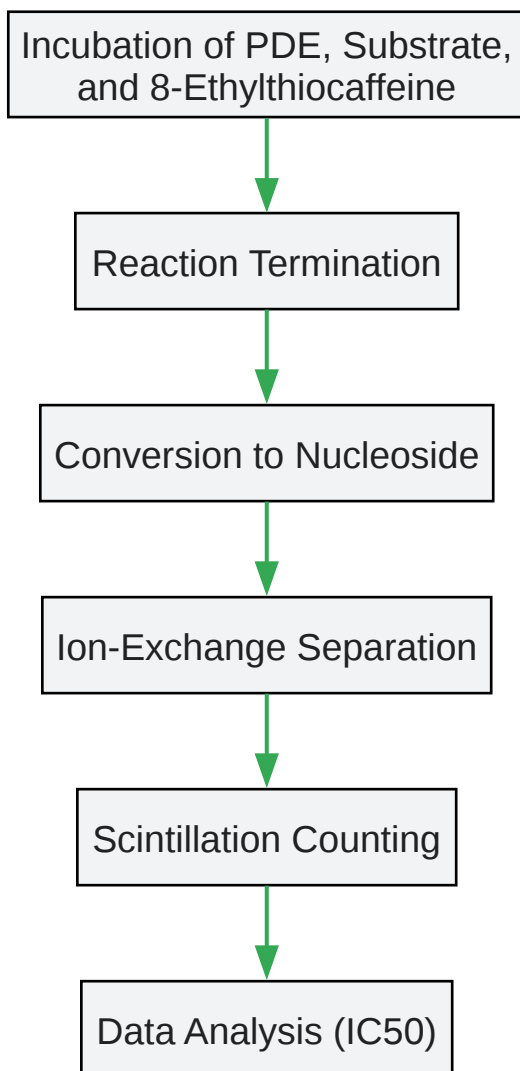 Incubation of PDE, Substrate,
and 8-Ethylthiocaffeine
Reaction Termination
Conversion to Nucleoside
Ion-Exchange Separation
Scintillation Counting
Data Analysis (IC50)